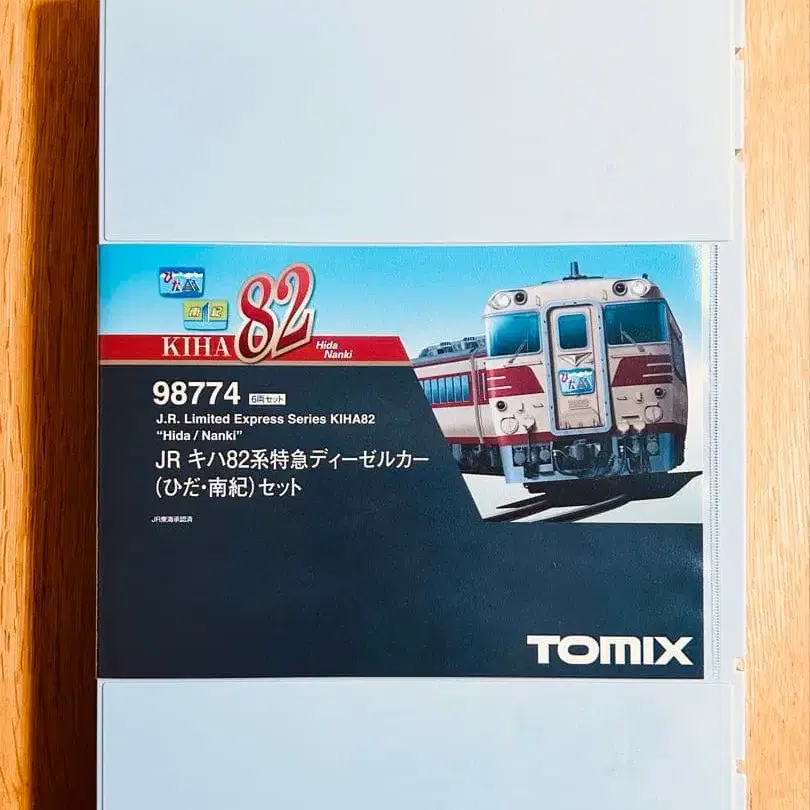 ひだ
南紀
KIHA 82 Hida
Nanki
98774 6両セット
J.R. Limited Express Series KIHA82
“Hida / Nanki”
JR キハ82系特急ディーゼルカー
(ひだ・南紀)セット
JR東海承認済
ひだ
TOMIX